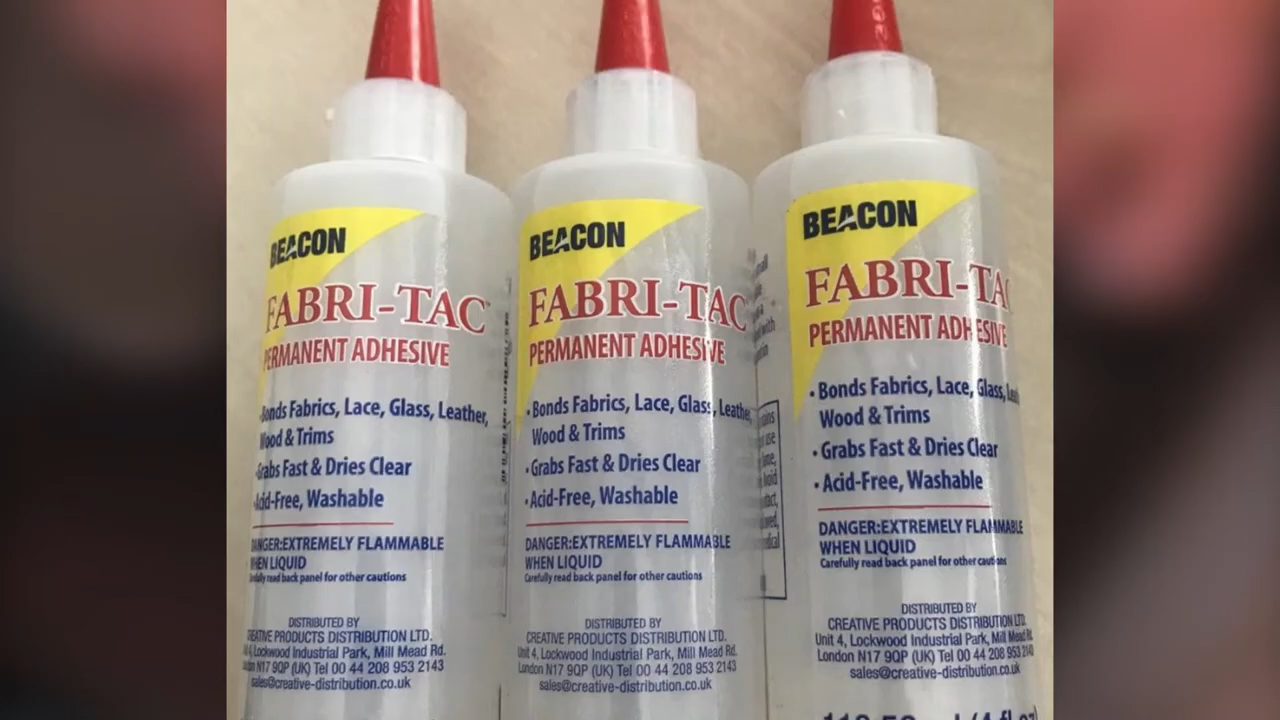 BEACON
FABRI-TAC
PERMANENT ADHESIVE
Bonds Fabrics, Lace, Glass, Leather,
Wood & Trims
Grabs Fast & Dries Clear
Acid-Free, Washable
DANGER:EXTREMELY FLAMMABLE
WHEN LIQUID
Carefully read back panel for other cautions
DISTRIBUTED BY
CREATIVE PRODUCTS DISTRIBUTION LTD.
4, Lockwood Industrial Park, Mill Mead Rd.
London N17 9QP (UK) Tel 00 44 208 953 2143
sales@creative-distribution.co.uk
BEACON
FABRI-TAC
PERMANENT ADHESIVE
• Bonds Fabrics, Lace, Glass, Leather,
Wood & Trims
• Grabs Fast & Dries Clear
• Acid-Free, Washable
DANGER:EXTREMELY FLAMMABLE
WHEN LIQUID
Carefully read back panel for other cautions
DISTRIBUTED BY
CREATIVE PRODUCTS DISTRIBUTION LTD.
Unit 4, Lockwood Industrial Park, Mill Mead Rd.
London N17 9QP (UK) Tel 00 44 208 953 2143
sales@creative-distribution.co.uk
BEACON
FABRI-TAC
PERMANENT ADHESIVE
• Bonds Fabrics, Lace, Glass,
Wood & Trims
• Grabs Fast & Dries Clear
• Acid-Free, Washable
DANGER:EXTREMELY FLAMMABLE
WHEN LIQUID
Carefully read back panel for other cautions
DISTRIBUTED BY
CREATIVE PRODUCTS DISTRIBUTION LTD.
Unit 4, Lockwood Industrial Park, Mill Mead Rd.
London N17 9QP (UK) Tel 00 44 208 953 2143
sales@creative-distribution.co.uk